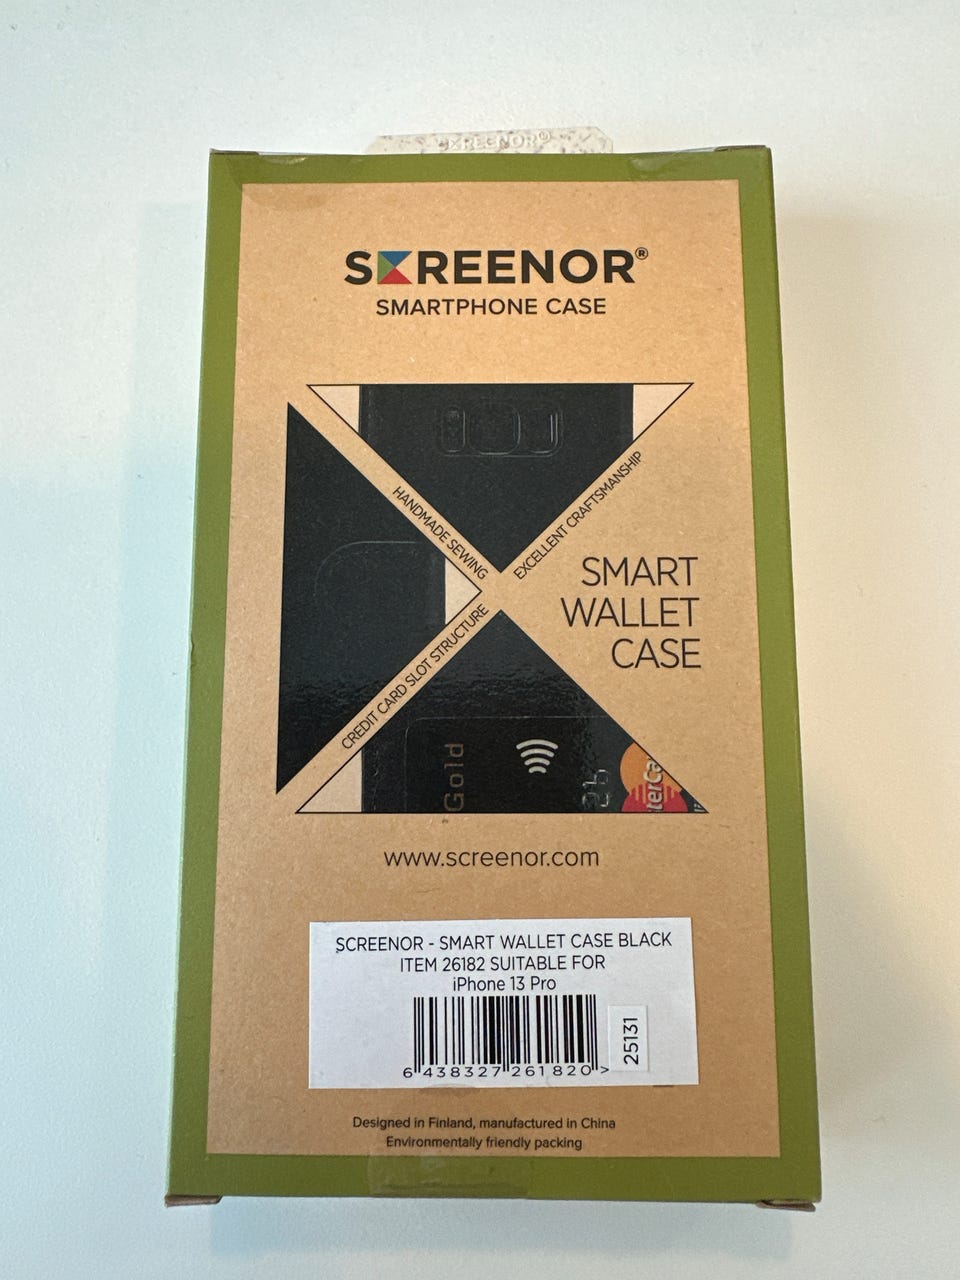 SCREENOR®
SCREENOR®
SMARTPHONE CASE
HANDMADE SEWING
EXCELLENT CRAFTSMANSHIP
SMART
WALLET
CASE
CREDIT CARD SLOT STRUCTURE
Gold
www.screenor.com
SCREENOR - SMART WALLET CASE BLACK
ITEM 26182 SUITABLE FOR
iPhone 13 Pro
25131
6 438327 261820 >
Designed in Finland, manufactured in China
Environmentally friendly packing